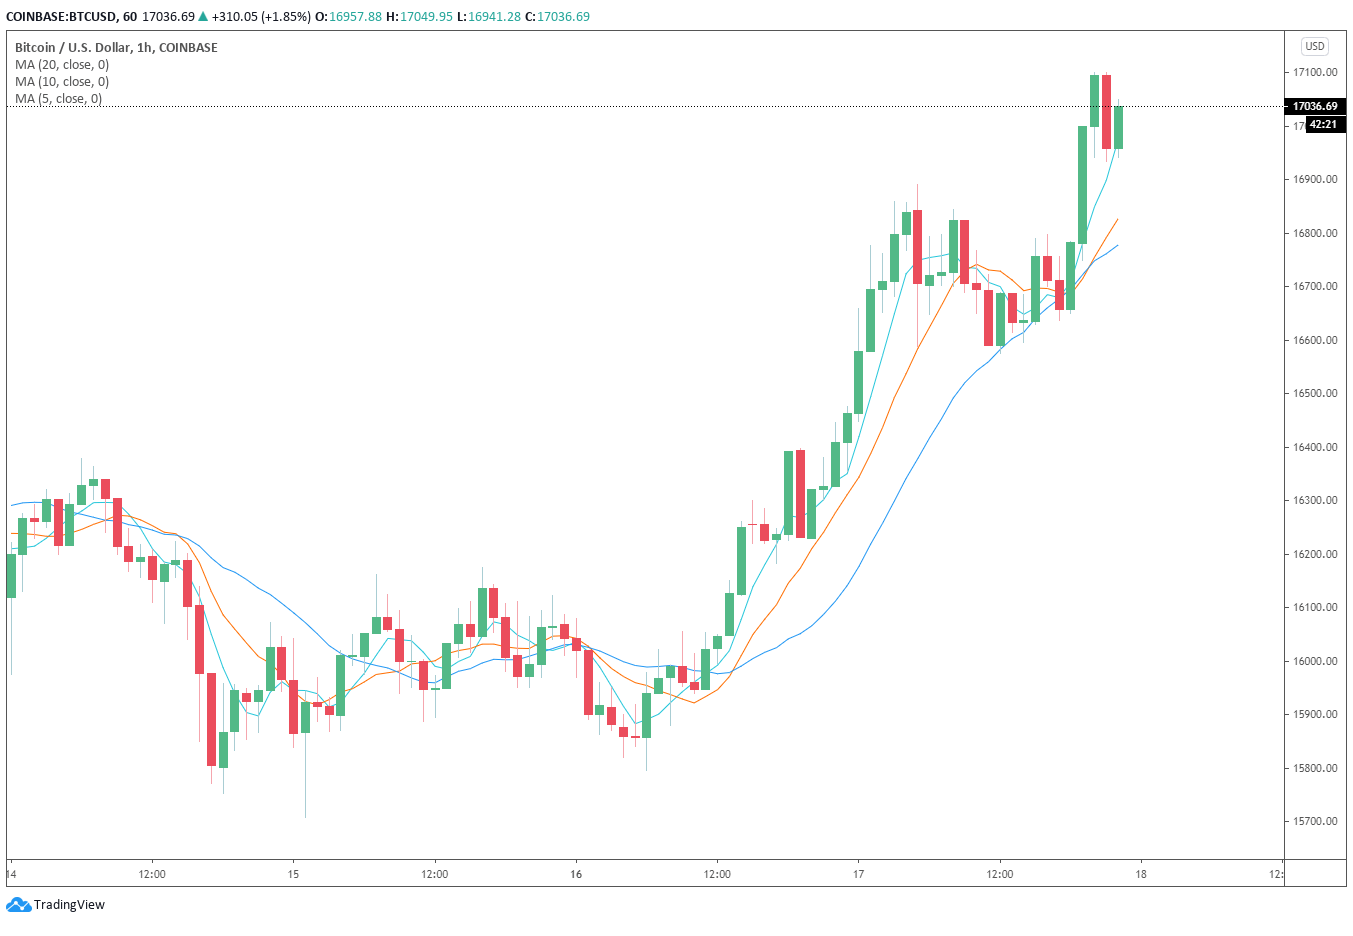 COINBASE:BTCUSD, 60 17036.69 ▲ +310.05 (+1.85%) O:16957.88 H:17049.95 L:16941.28 C:17036.69
Bitcoin / U.S. Dollar, 1h, COINBASE
MA (20, close, 0)
MA (10, close, 0)
MA (5, close, 0)
USD
17100.00
17036.69
42:21
16900.00
16800.00
16700.00
16600.00
16500.00
16400.00
16300.00
16200.00
16100.00
16000.00
15900.00
15800.00
15700.00
14 12:00 15 12:00 16 12:00 17 12:00 18 12:
TradingView